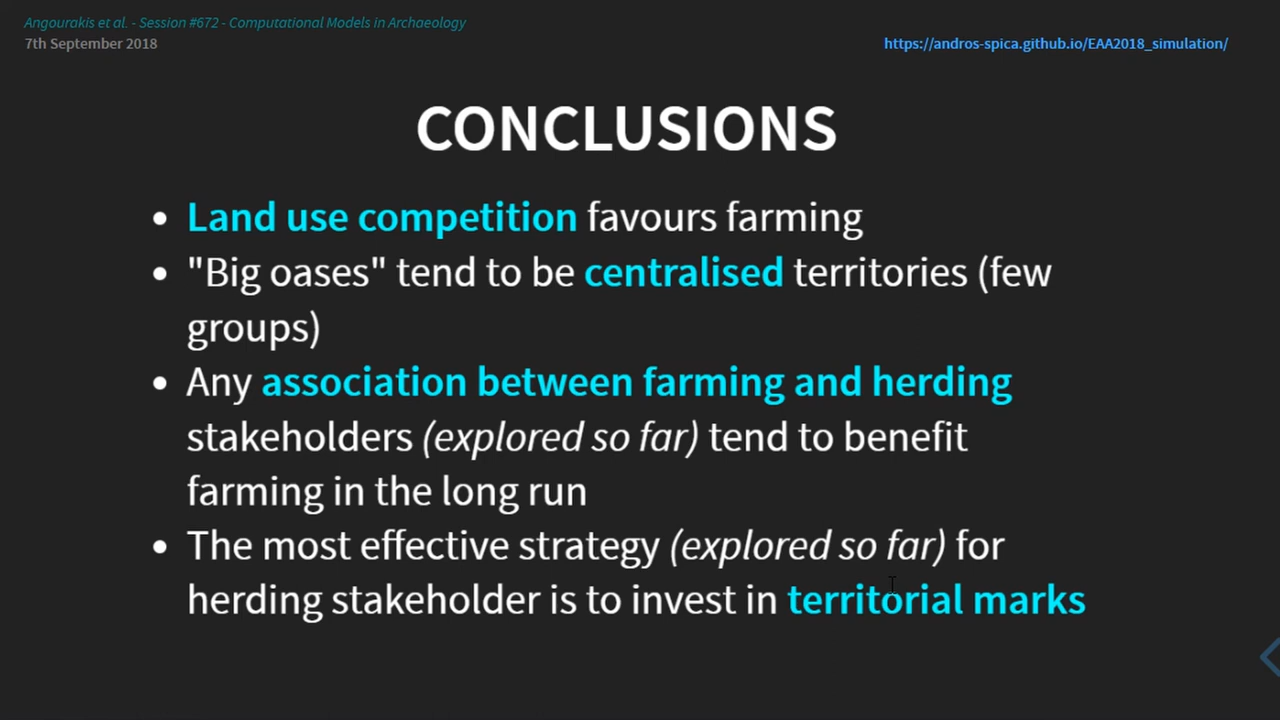 Angourakis et al. - Session #672 - Computational Models in Archaeology
7th September 2018
https://andros-spica.github.io/EAA2018_simulation/
CONCLUSIONS
• Land use competition favours farming
• "Big oases" tend to be centralised territories (few
groups)
• Any association between farming and herding
stakeholders (explored so far) tend to benefit
farming in the long run
• The most effective strategy (explored so far) for
herding stakeholder is to invest in territorial marks